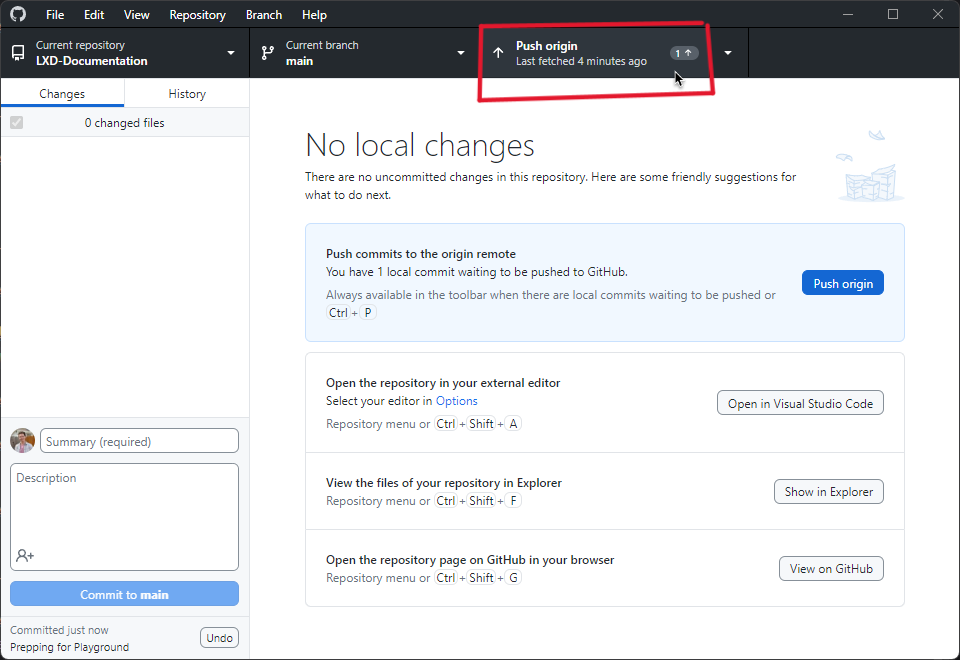 File Edit View Repository Branch Help
Current repository
LXD-Documentation
Current branch
main
Push origin
Last fetched 4 minutes ago
1
Changes
History
0 changed files
No local changes
There are no uncommitted changes in this repository. Here are some friendly suggestions for
what to do next.
Push commits to the origin remote
You have 1 local commit waiting to be pushed to GitHub.
Always available in the toolbar when there are local commits waiting to be pushed or
Ctrl + P
Push origin
Open the repository in your external editor
Select your editor in Options
Repository menu or Ctrl + Shift + A
Open in Visual Studio Code
View the files of your repository in Explorer
Repository menu or Ctrl + Shift + F
Show in Explorer
Open the repository page on GitHub in your browser
Repository menu or Ctrl + Shift + G
View on GitHub
Summary (required)
Description
Commit to main
Committed just now
Prepping for Playground
Undo